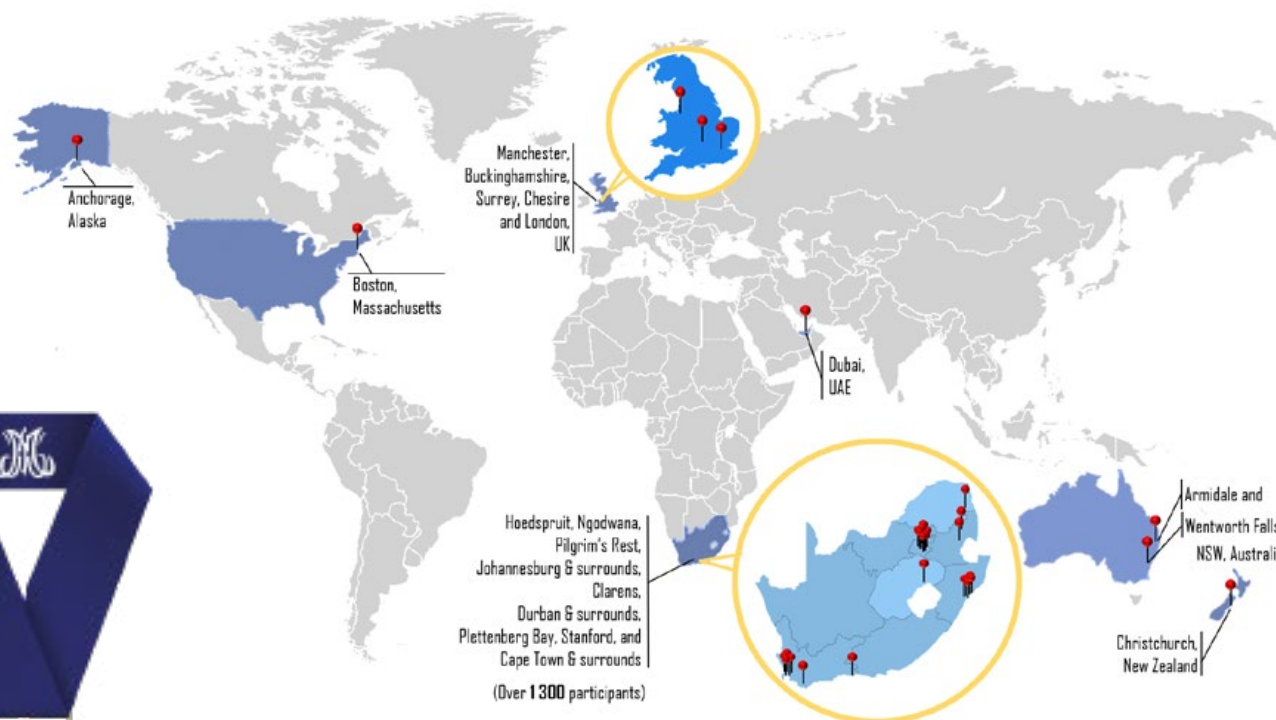 Anchorage,
Alaska
Boston,
Massachusetts
Manchester,
Buckinghamshire,
Surrey, Chesire
and London,
UK
Dubai,
UAE
Hoedspruit, Ngodwana,
Pilgrim's Rest,
Johannesburg & surrounds,
Clarens,
Durban & surrounds,
Plettenberg Bay, Stanford, and
Cape Town & surrounds
(Over 1300 participants)
Armidale and
Wentworth Falls
NSW, Australi
Christchurch,
New Zealand